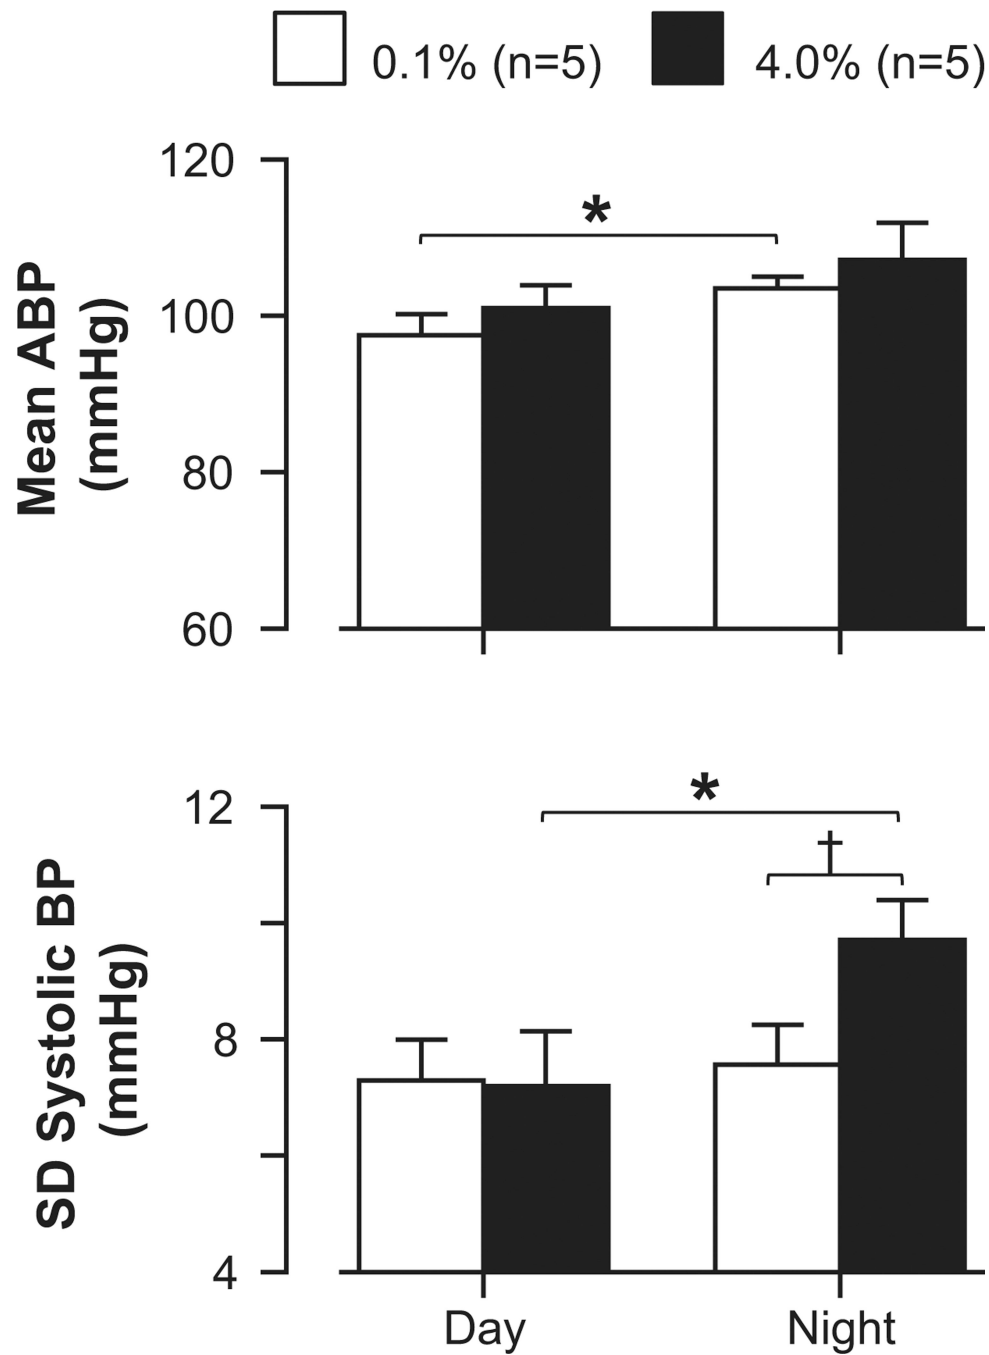 0.1% (n=5) 4.0% (n=5)
120
*
Mean ABP
(mmHg)
100
80
60
12
*
†
SD Systolic BP
(mmHg)
8
4
Day Night